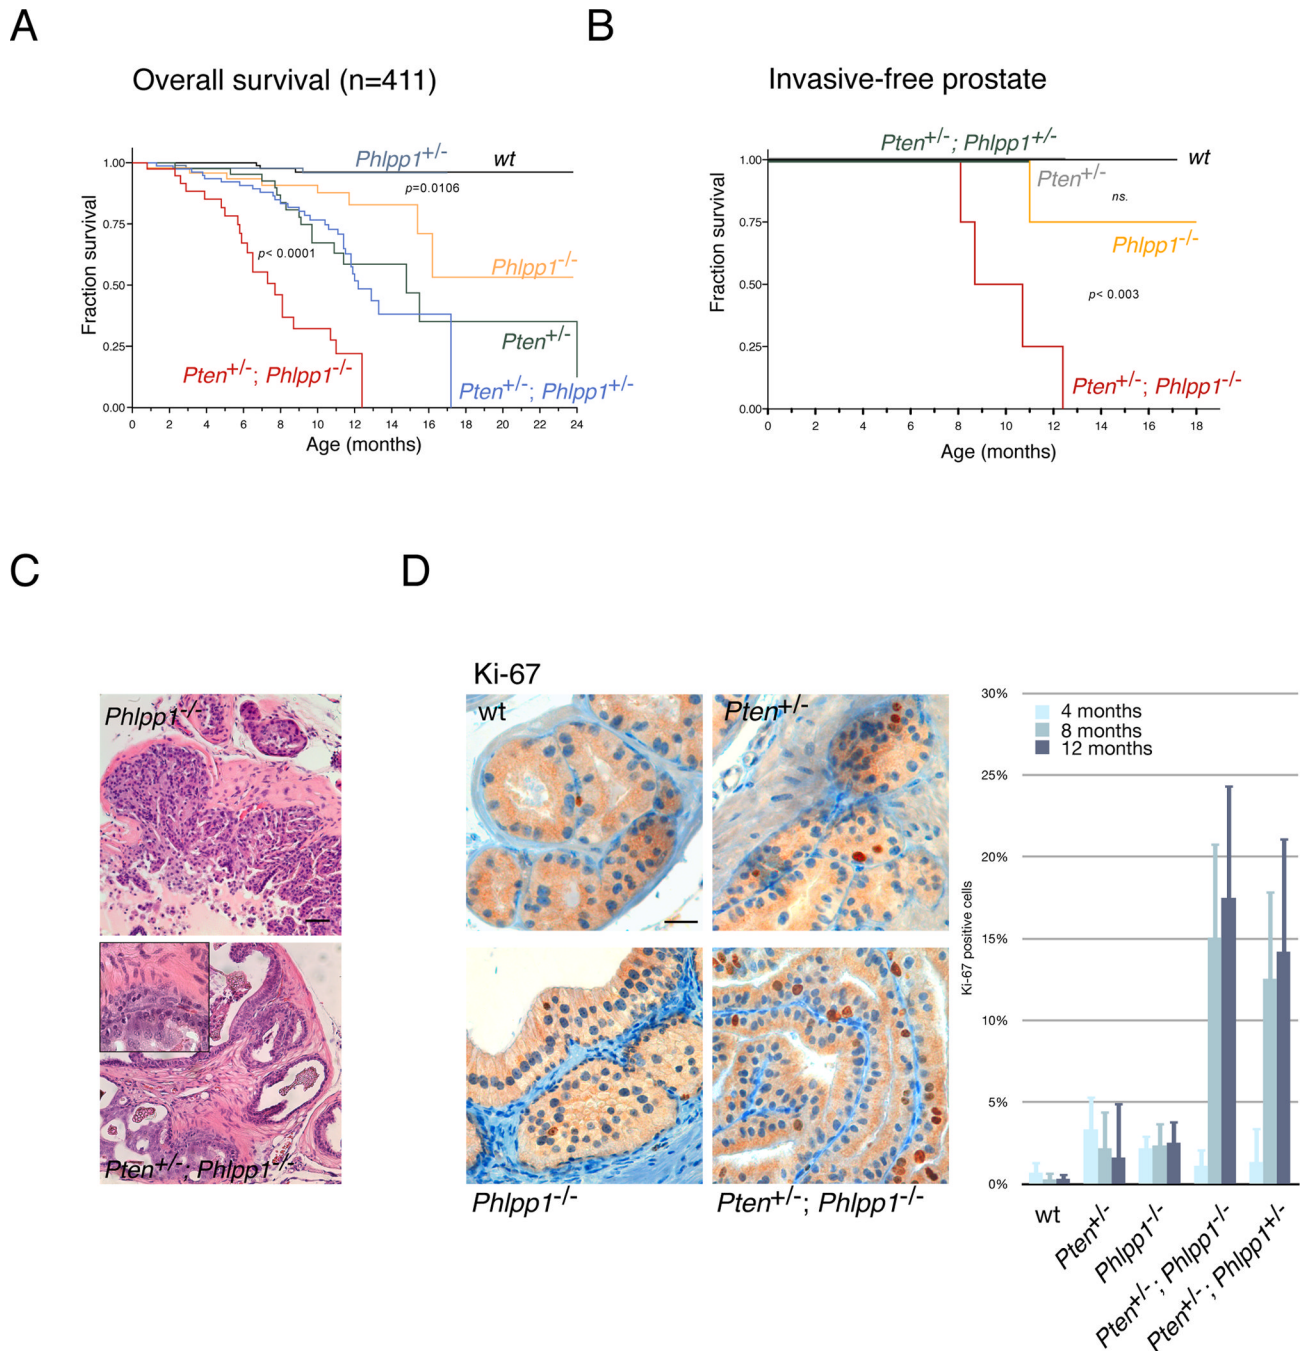 A
Overall survival (n=411)
Fraction survival
1.00
0.75
0.50
0.25
0.00
0 2 4 6 8 10 12 14 16 18 20 22 24
Age (months)
Phlpp1+/-
wt
p=0.0106
p< 0.0001
Phlpp1-/-
Pten+/-
Pten+/-; Phlpp1-/-
Pten+/-; Phlpp1+/-
B
Invasive-free prostate
Fraction survival
1.00
0.75
0.50
0.25
0.00
0 2 4 6 8 10 12 14 16 18
Age (months)
Pten+/-; Phlpp1+/-
wt
Pten+/-
ns.
Phlpp1-/-
p< 0.003
Pten+/-; Phlpp1-/-
C
Phlpp1-/-
Pten+/-; Phlpp1-/-
D
Ki-67
wt
Pten+/-
Phlpp1-/-
Pten+/-; Phlpp1-/-
Ki-67 positive cells
30%
25%
20%
15%
10%
5%
0%
4 months
8 months
12 months
wt
Pten+/-
Phlpp1-/-
Pten+/-; Phlpp1-/-
Pten+/-; Phlpp1+/-